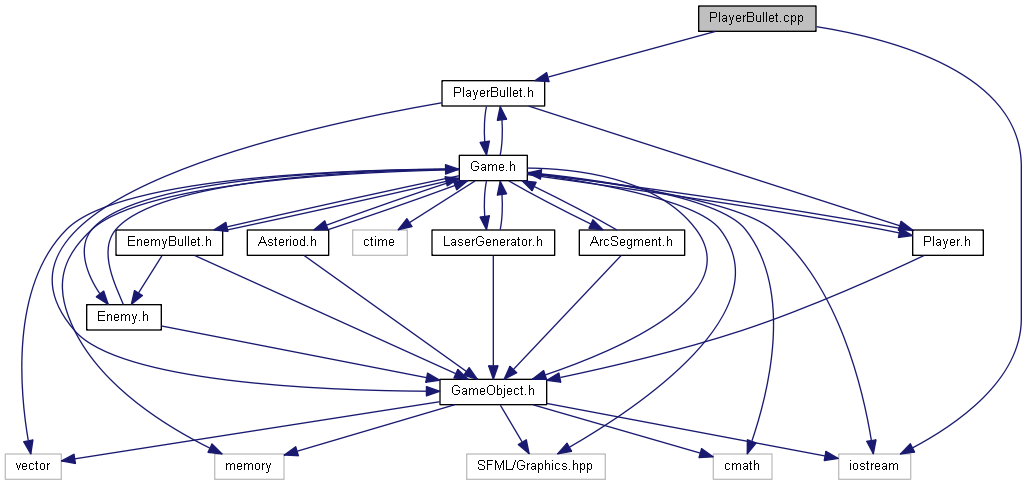 PlayerBullet.cpp
PlayerBullet.h
Game.h
EnemyBullet.h
Asteriod.h
ctime
LaserGenerator.h
ArcSegment.h
Player.h
Enemy.h
GameObject.h
vector
memory
SFML/Graphics.hpp
cmath
iostream